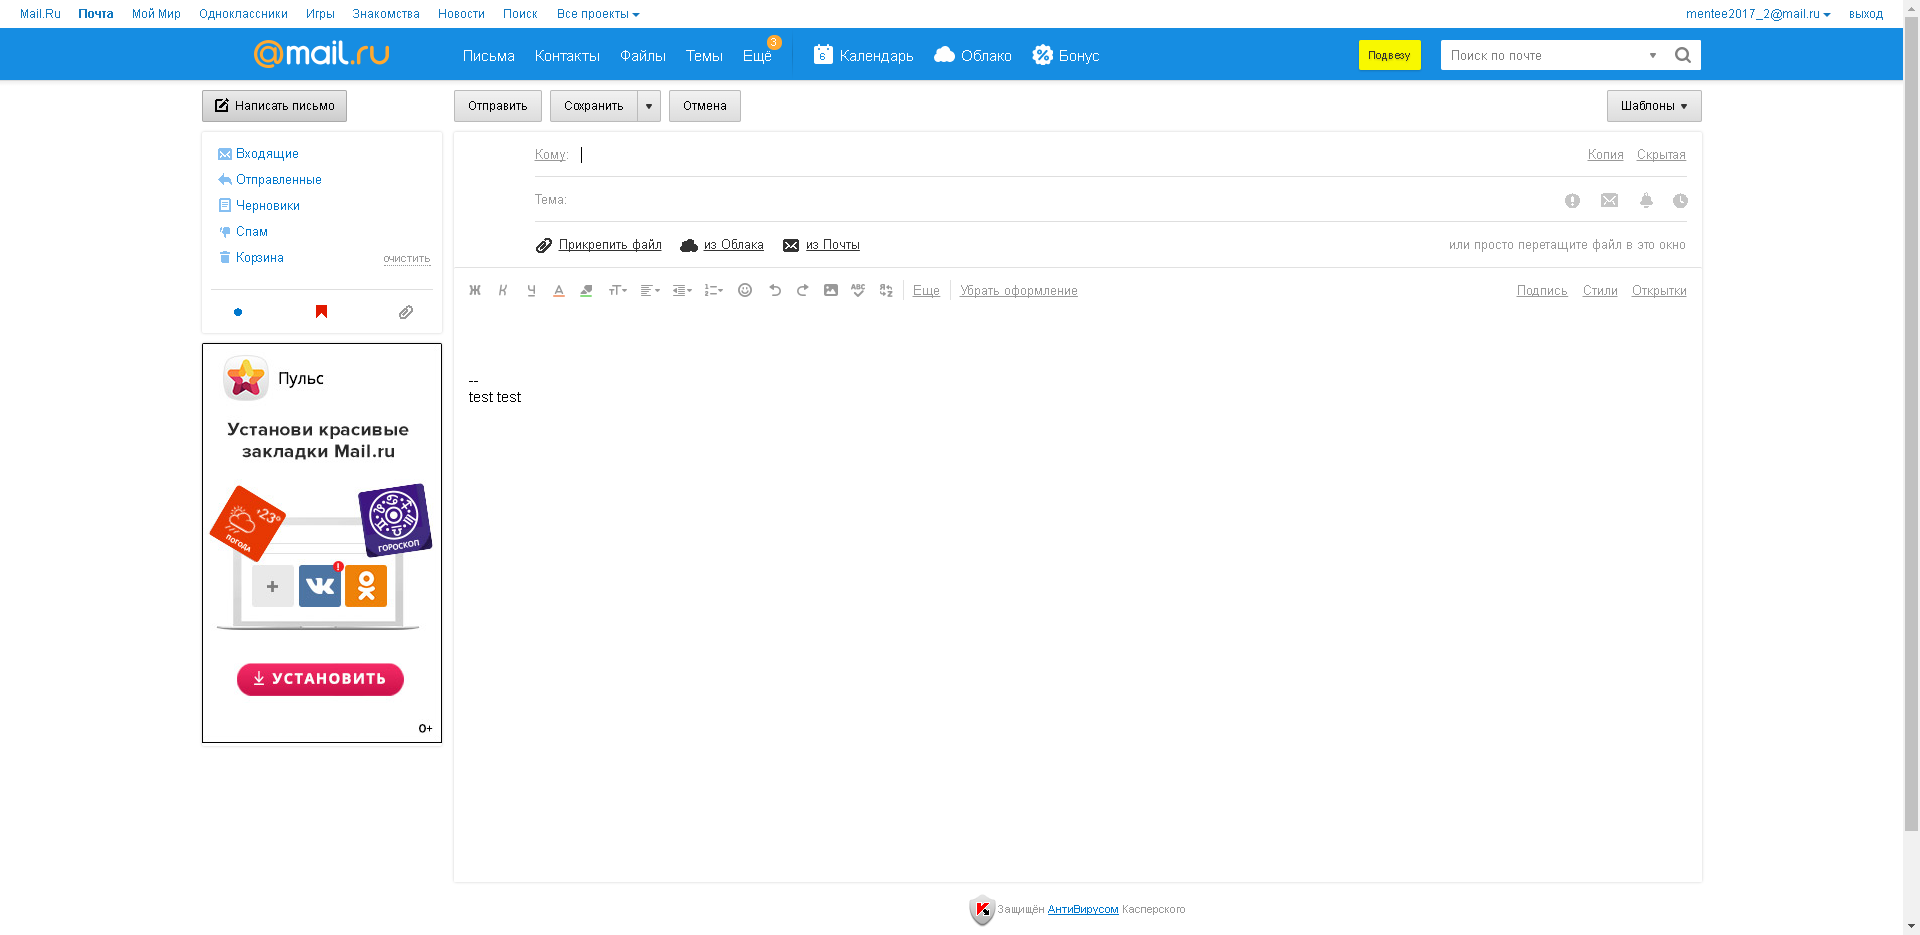 Mail.Ru Почта Мой Мир Одноклассники Игры Знакомства Новости Поиск Все проекты mentee2017_2@mail.ru выход
@mail.ru Письма Контакты Файлы Темы Ещё 3 6 Календарь Облако Бонус Подвезу Поиск по почте
Написать письмо Отправить Сохранить Отмена Шаблоны
Входящие
Отправленные
Черновики
Спам
Корзина очистить
Кому: Копия Скрытая
Тема:
Прикрепить файл из Облака из Почты или просто перетащите файл в это окно
Ж К Ч А тТ ABC Еще Убрать оформление Подпись Стили Открытки
--
test test
Пульс
Установи красивые
закладки Mail.ru
+23°
ПОГОДА
ГОРОСКОП
+ !
УСТАНОВИТЬ
0+
Защищён АнтиВирусом Касперского